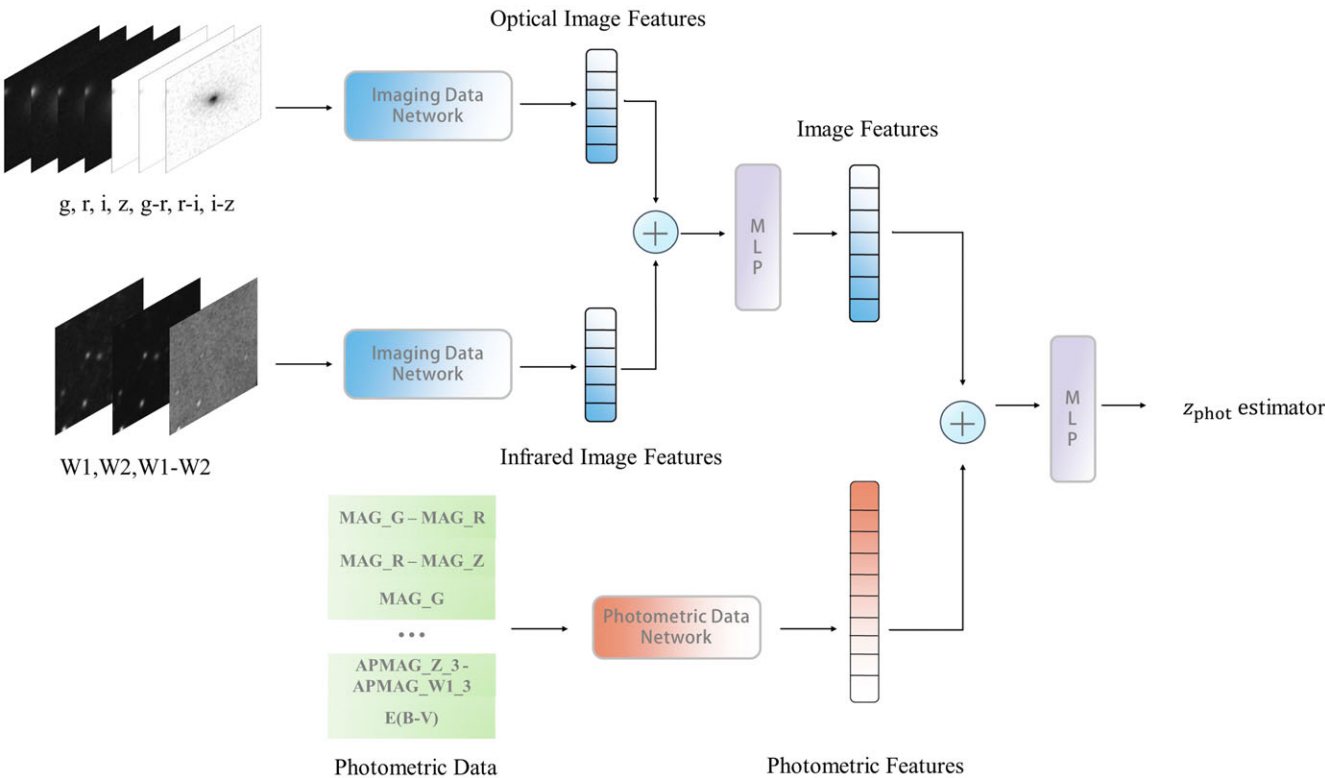 Optical Image Features
Imaging Data
Network
g, r, i, z, g-r, r-i, i-z
Image Features
M
L
P
Imaging Data
Network
W1,W2,W1-W2
Infrared Image Features
M
L
P
z_phot estimator
MAG_G – MAG_R
MAG_R – MAG_Z
MAG_G
•••
APMAG_Z_3-
APMAG_W1_3
E(B-V)
Photometric Data
Network
Photometric Data
Photometric Features